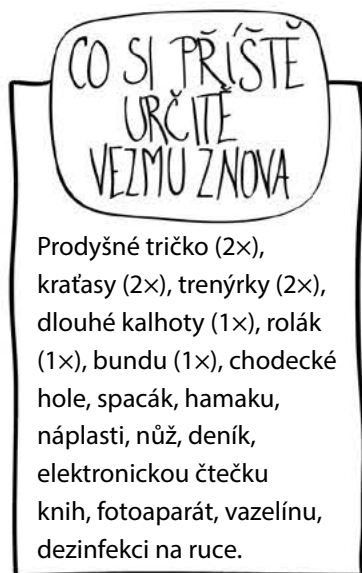 CO SI PŘÍŠTĚ
URČITĚ
VEZMU ZNOVA
Prodyšné tričko (2×),
kraťasy (2×), trenýrky (2×),
dlouhé kalhoty (1×), rolák
(1×), bundu (1×), chodecké
hole, spacák, hamaku,
náplasti, nůž, deník,
elektronickou čtečku
knih, fotoaparát, vazelínu,
dezinfekci na ruce.